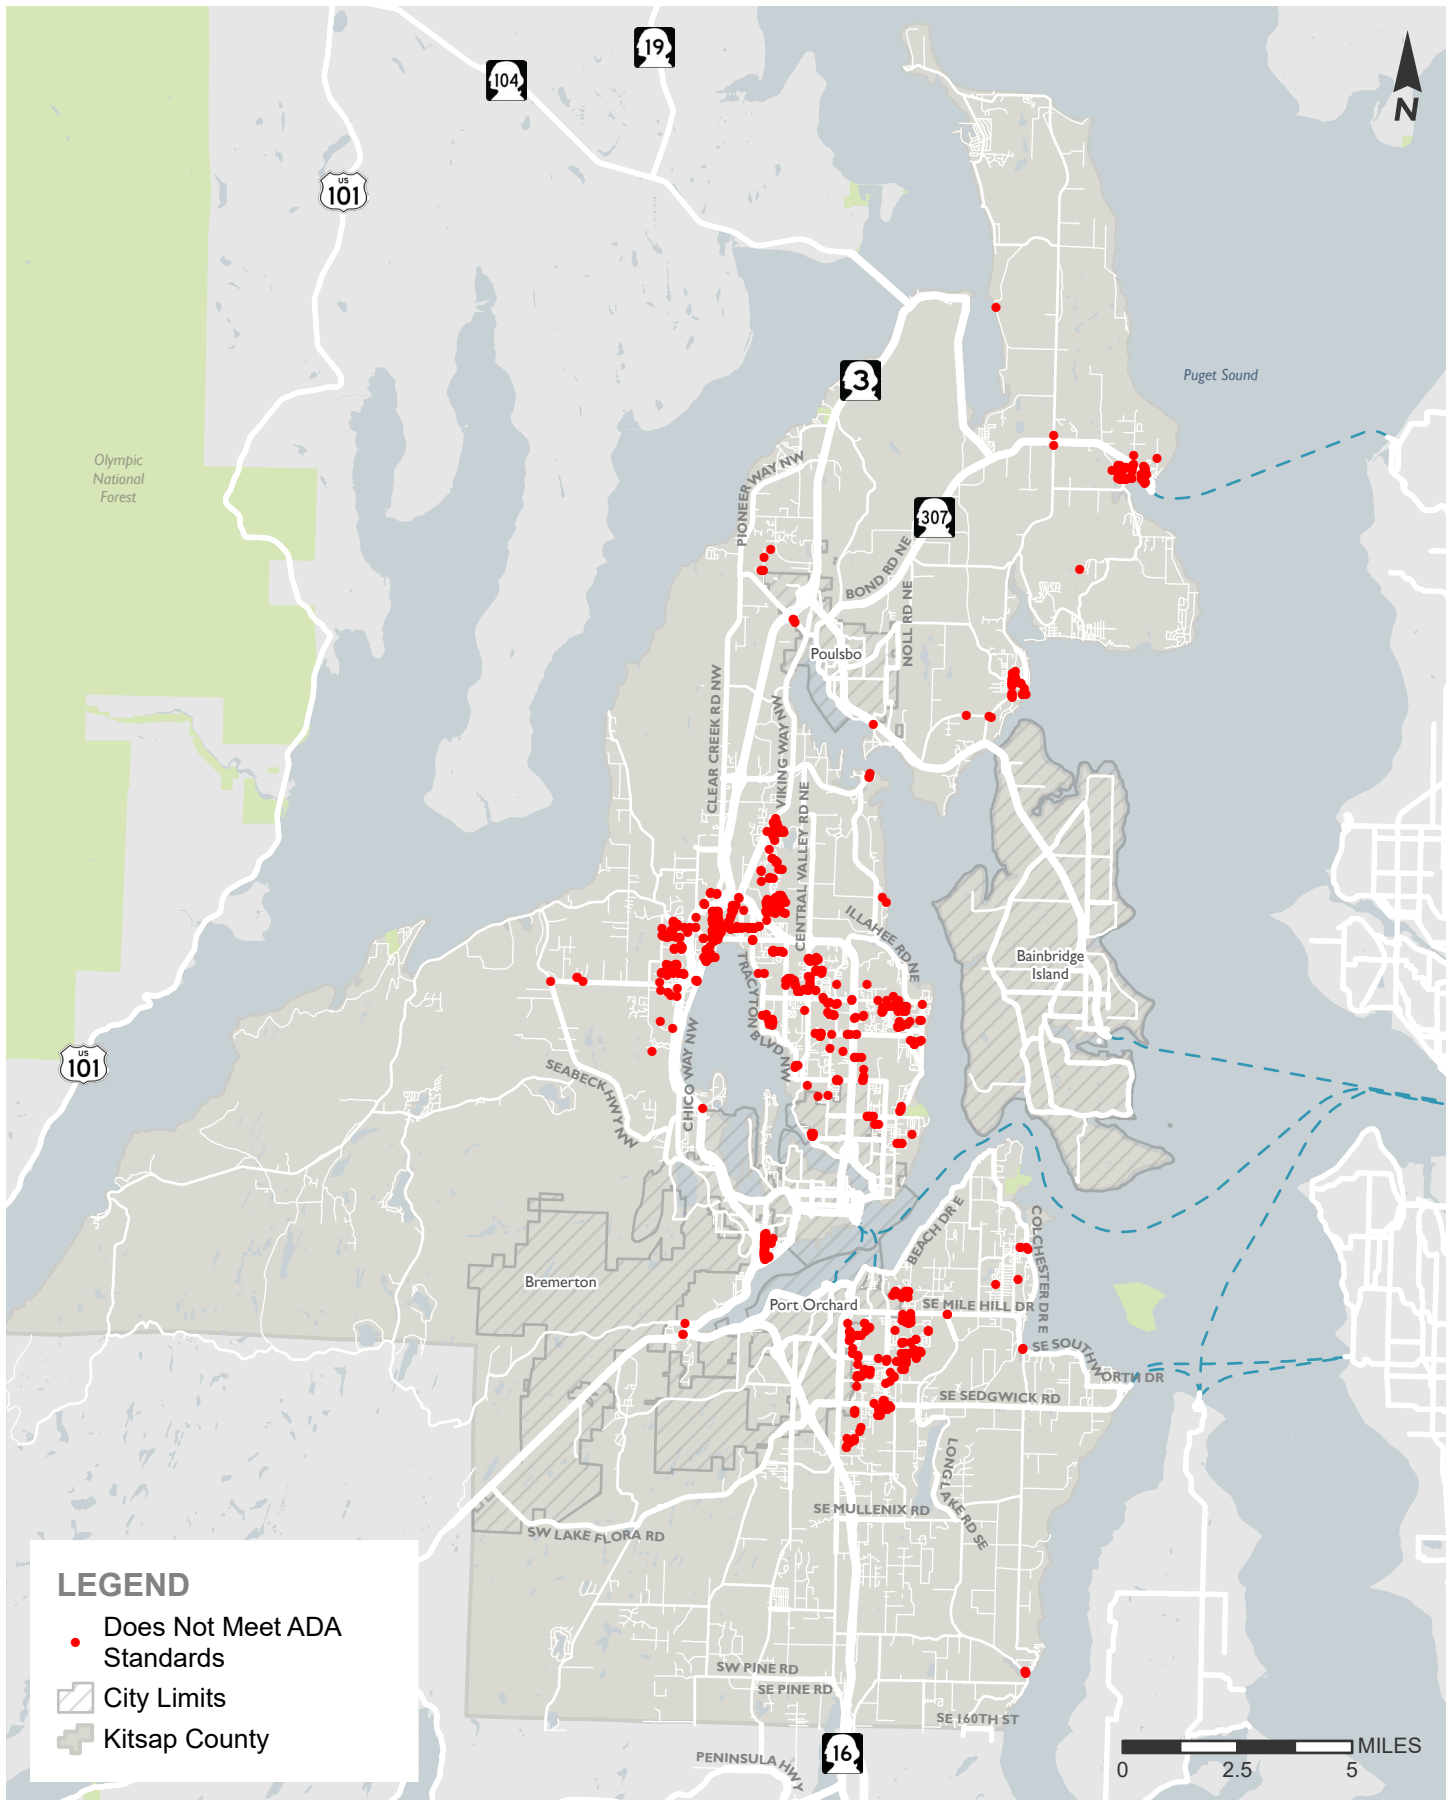 19
104
N
US
101
3
Puget Sound
PIONEER WAY NW
Olympic
National
Forest
307
BOND RD NE
NOLL RD NE
Poulsbo
CLEAR CREEK RD NW
VIKING WAY NW
CENTRAL VALLEY RD NE
ILLAHEE RD NE
Bainbridge
Island
TRACYTON BLVD NW
CHICO WAY NW
US
101
SEABECK HWY NW
BEACH DR E
COLCHESTER DR E
Bremerton
Port Orchard
SE MILE HILL DR
SE SOUTHWORTH DR
SE SEDGWICK RD
LONG LAKE RD SE
SE MULLENIX RD
SW LAKE FLORA RD
LEGEND
Does Not Meet ADA
Standards
City Limits
Kitsap County
SW PINE RD
SE PINE RD
SE 160TH ST
16
PENINSULA HWY
MILES
0 2.5 5